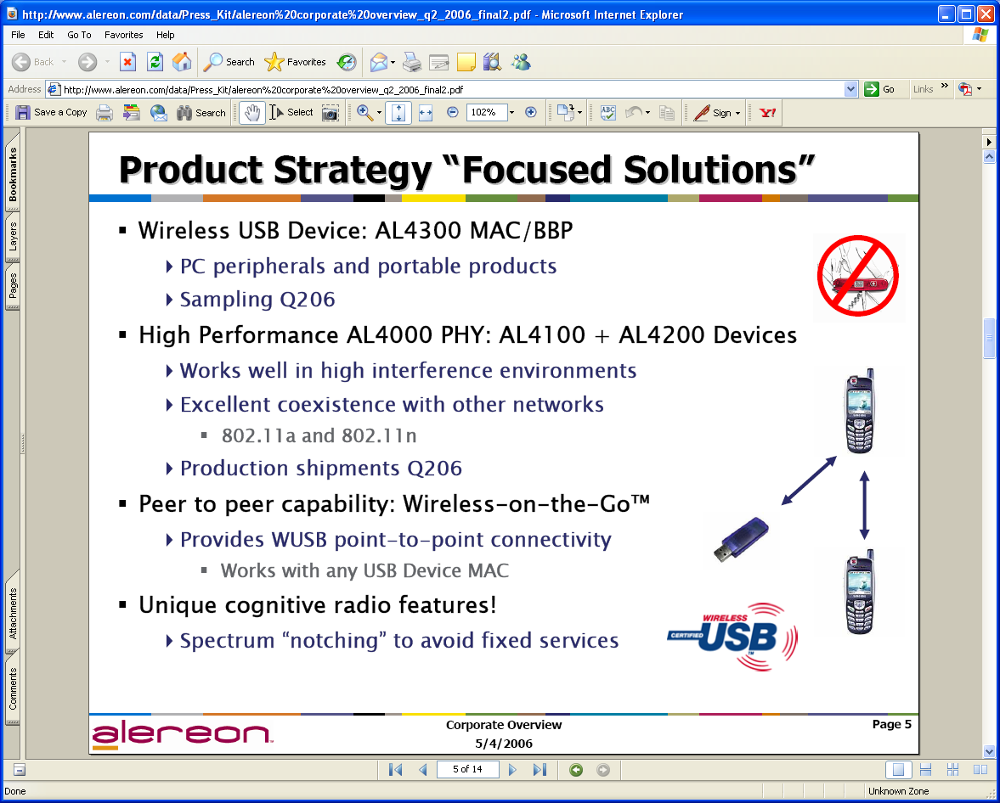 http://www.alereon.com/data/Press_Kit/alereon%20corporate%20overview_q2_2006_final2.pdf - Microsoft Internet Explorer
File Edit Go To Favorites Help
Back Search Favorites
Address http://www.alereon.com/data/Press_Kit/alereon%20corporate%20overview_q2_2006_final2.pdf Go Links »
Save a Copy Search Select 102% ABC Sign Y!
Bookmarks
Layers
Pages
Attachments
Comments
Product Strategy “Focused Solutions”
▪ Wireless USB Device: AL4300 MAC/BBP
PC peripherals and portable products
Sampling Q206
▪ High Performance AL4000 PHY: AL4100 + AL4200 Devices
Works well in high interference environments
Excellent coexistence with other networks
▪ 802.11a and 802.11n
Production shipments Q206
▪ Peer to peer capability: Wireless-on-the-Go™
Provides WUSB point-to-point connectivity
▪ Works with any USB Device MAC
▪ Unique cognitive radio features!
Spectrum “notching” to avoid fixed services
WIRELESS
CERTIFIED USB™
alereon™
Corporate Overview
5/4/2006
Page 5
5 of 14
Done
Unknown Zone